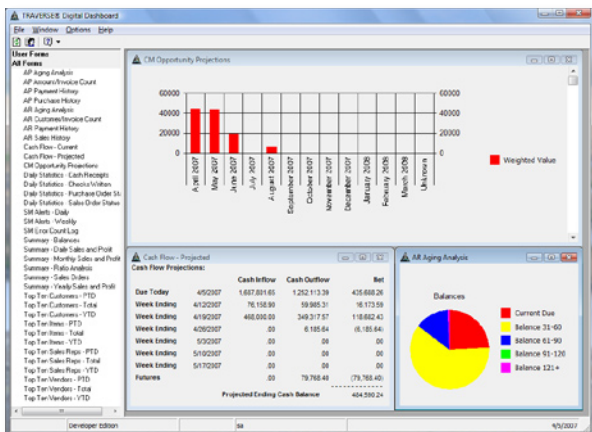 TRAVERSE® Digital Dashboard
File Window Options Help
User Forms
All Forms
AP Aging Analysis
AP Amount/Invoice Count
AP Payment History
AP Purchase History
AR Aging Analysis
AR Customer/Invoice Count
AR Payment History
AR Sales History
Cash Flow - Current
Cash Flow - Projected
CM Opportunity Projections
Daily Statistics - Cash Receipts
Daily Statistics - Checks Written
Daily Statistics - Purchase Order St
Daily Statistics - Sales Order Status
SM Alerts - Daily
SM Alerts - Weekly
SM Error Count Log
Summary - Balances
Summary - Daily Sales and Profit
Summary - Monthly Sales and Profit
Summary - Ratio Analysis
Summary - Sales Orders
Summary - Yearly Sales and Profit
Top Ten Customers - PTD
Top Ten Customers - Total
Top Ten Customers - YTD
Top Ten Items - PTD
Top Ten Items - Total
Top Ten Items - YTD
Top Ten Sales Reps - PTD
Top Ten Sales Reps - Total
Top Ten Sales Reps - YTD
Top Ten Vendors - PTD
Top Ten Vendors - Total
Top Ten Vendors - YTD
CM Opportunity Projections
60000 60000
40000
20000 20000
0 0
April 2007
May 2007
June 2007
July 2007
August 2007
September 2007
October 2007
November 2007
December 2007
January 2008
February 2008
March 2008
Unknown
Weighted Value
Cash Flow - Projected
Cash Flow Projections:
Cash Inflow Cash Outflow Net
Due Today 4/5/2007 1,687,801.65 1,252,113.39 435,688.26
Week Ending 4/12/2007 76,158.90 59,985.31 16,173.59
Week Ending 4/19/2007 468,000.00 349,317.57 118,682.43
Week Ending 4/26/2007 .00 6,185.64 (6,185.64)
Week Ending 5/3/2007 .00 .00 .00
Week Ending 5/10/2007 .00 .00 .00
Week Ending 5/17/2007 .00 .00 .00
Futures .00 79,768.40 (79,768.40)
Projected Ending Cash Balance 484,590.24
AR Aging Analysis
Balances
Current Due
Balance 31-60
Balance 61-90
Balance 91-120
Balance 121+
Developer Edition sa 4/5/2007